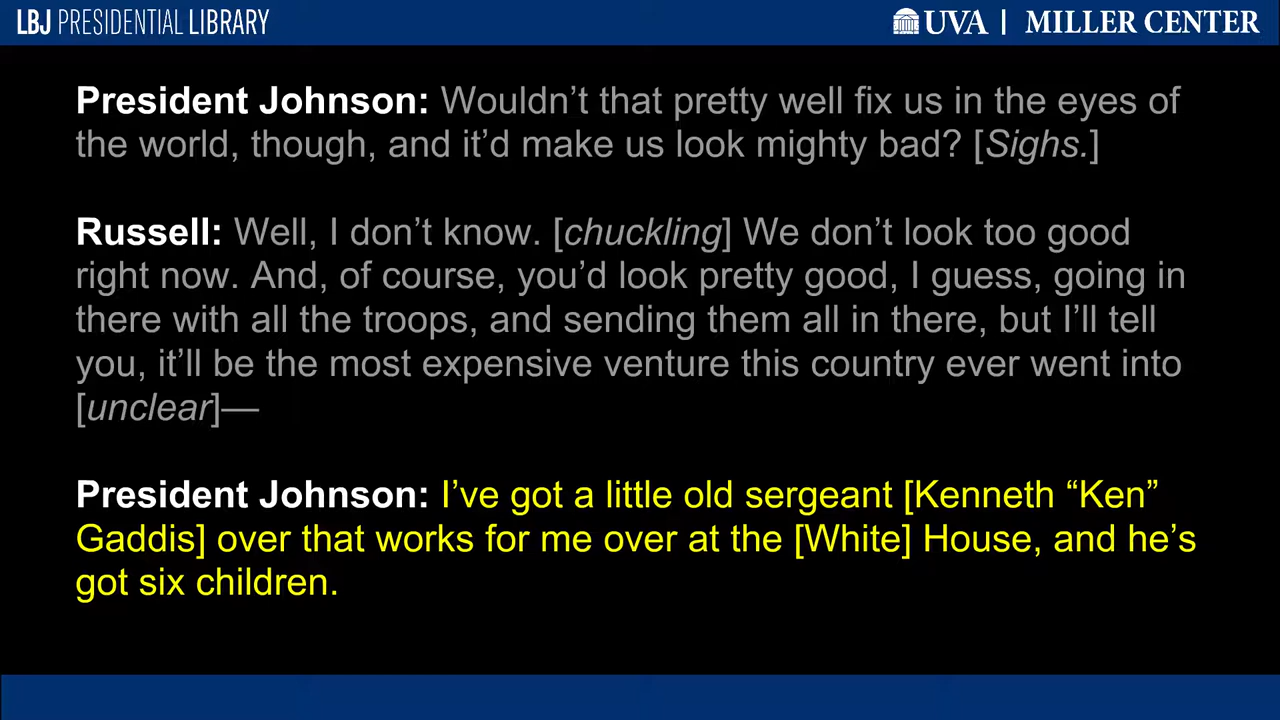 LBJ PRESIDENTIAL LIBRARY
UVA | MILLER CENTER
President Johnson: Wouldn’t that pretty well fix us in the eyes of
the world, though, and it’d make us look mighty bad? [Sighs.]
Russell: Well, I don’t know. [chuckling] We don’t look too good
right now. And, of course, you’d look pretty good, I guess, going in
there with all the troops, and sending them all in there, but I’ll tell
you, it’ll be the most expensive venture this country ever went into
[unclear]—
President Johnson: I’ve got a little old sergeant [Kenneth “Ken”
Gaddis] over that works for me over at the [White] House, and he’s
got six children.